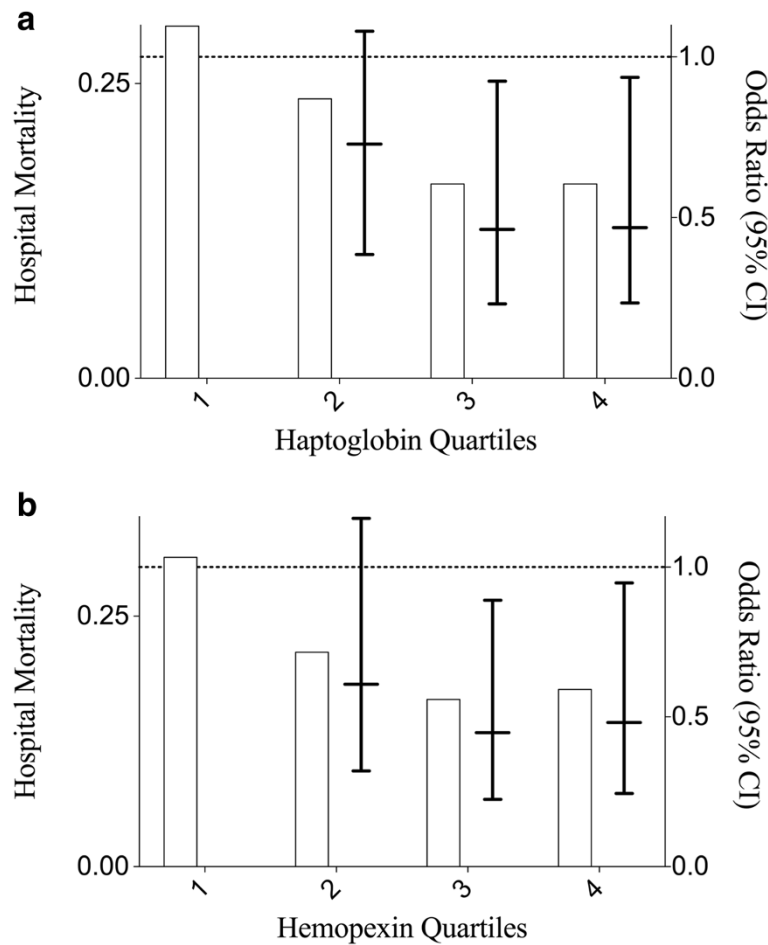 a
Hospital Mortality
0.25
0.00
1.0
0.5
0.0
Odds Ratio (95% CI)
1 2 3 4
Haptoglobin Quartiles
b
Hospital Mortality
0.25
0.00
1.0
0.5
0.0
Odds Ratio (95% CI)
1 2 3 4
Hemopexin Quartiles